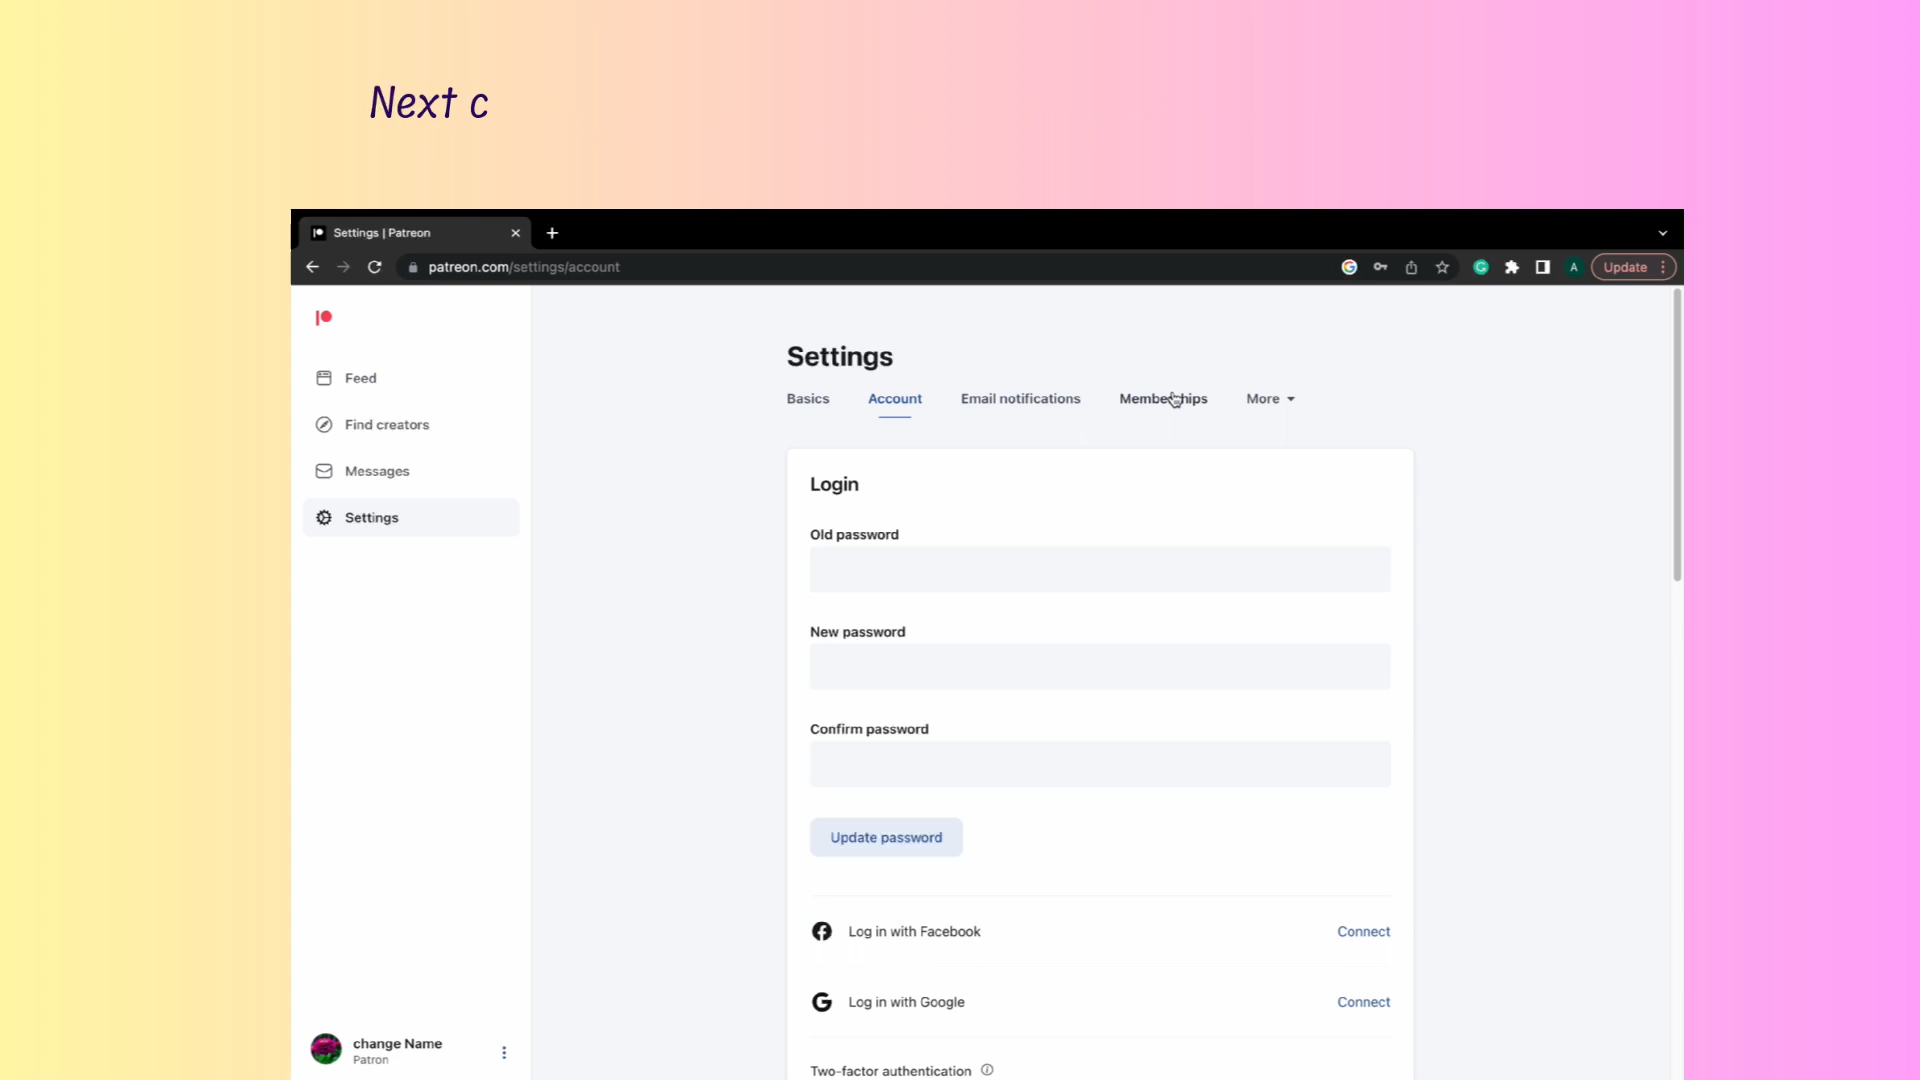 Next c
Settings | Patreon
patreon.com/settings/account
A
Update
Feed
Find creators
Messages
Settings
Settings
Basics Account Email notifications Memberships More
Login
Old password
New password
Confirm password
Update password
Log in with Facebook Connect
Log in with Google Connect
Two-factor authentication
change Name
Patron